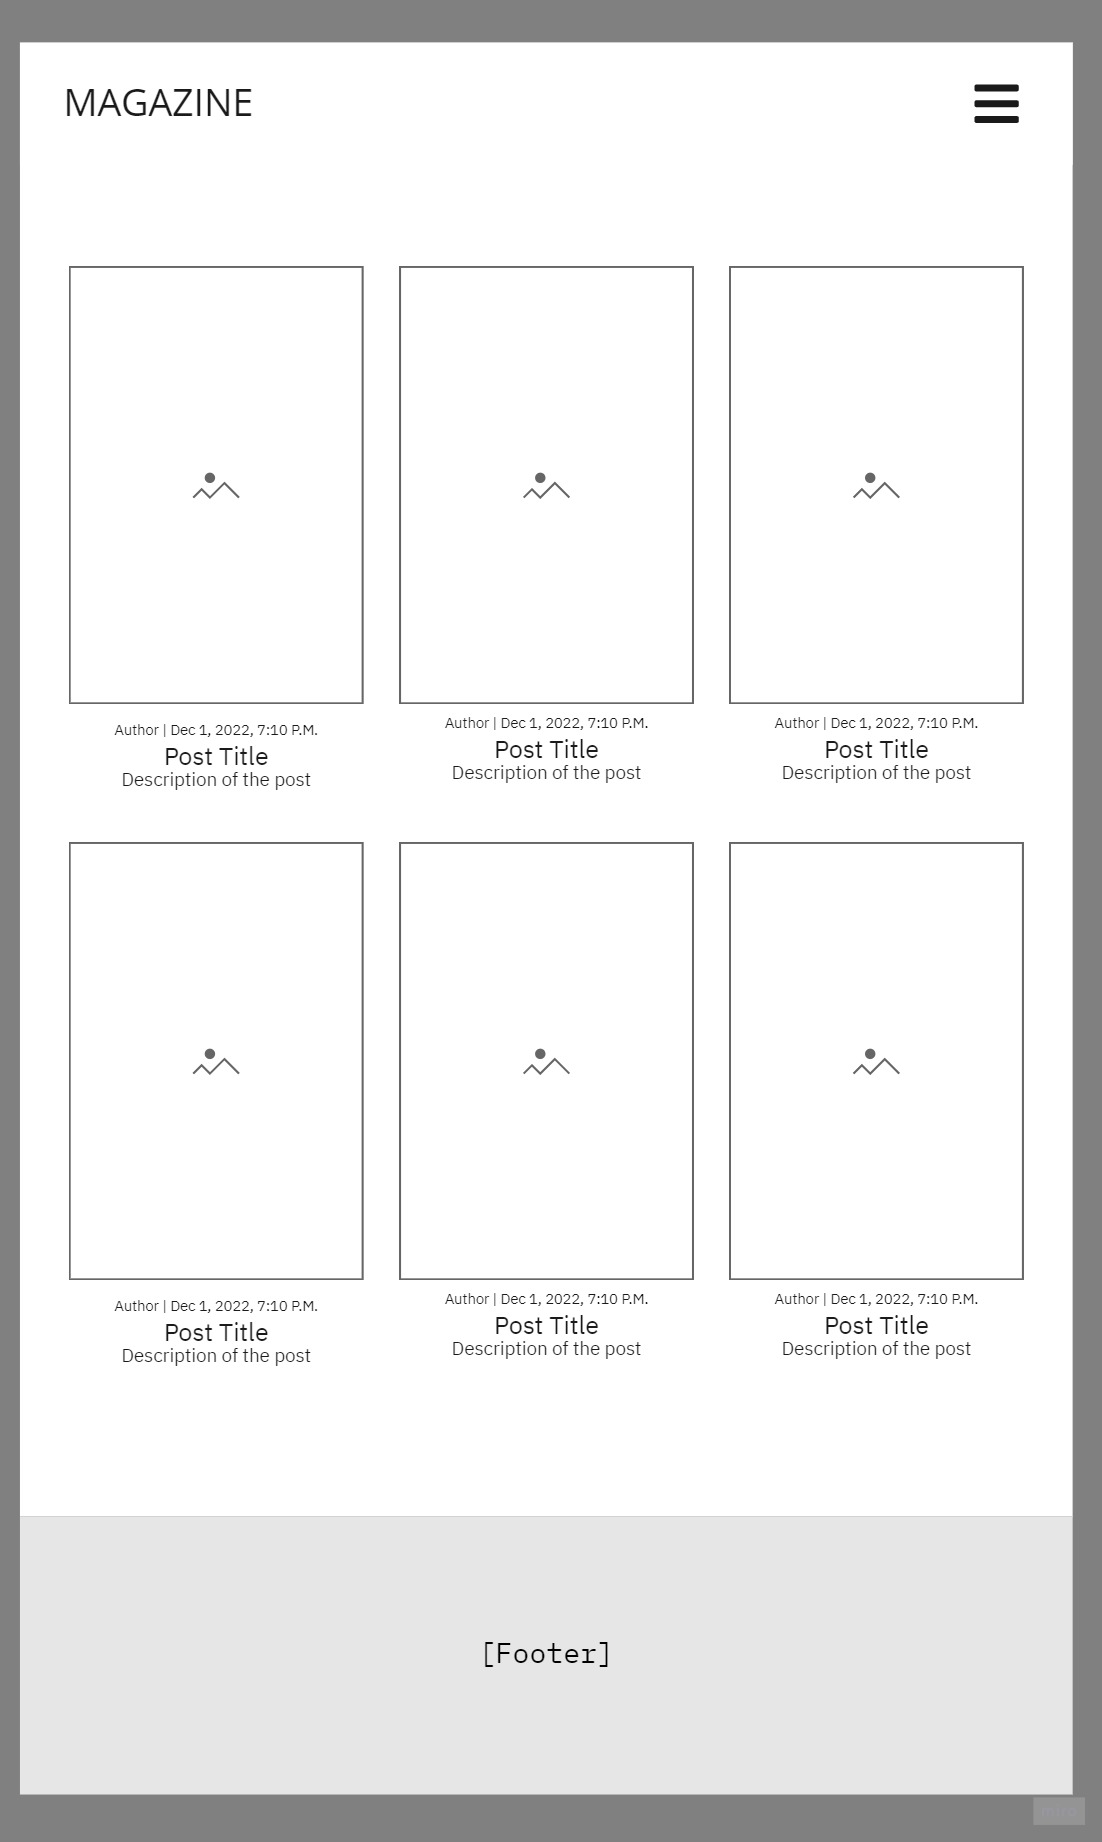 MAGAZINE
Author | Dec 1, 2022, 7:10 P.M.
Post Title
Description of the post
Author | Dec 1, 2022, 7:10 P.M.
Post Title
Description of the post
Author | Dec 1, 2022, 7:10 P.M.
Post Title
Description of the post
Author | Dec 1, 2022, 7:10 P.M.
Post Title
Description of the post
Author | Dec 1, 2022, 7:10 P.M.
Post Title
Description of the post
Author | Dec 1, 2022, 7:10 P.M.
Post Title
Description of the post
[Footer]
miro